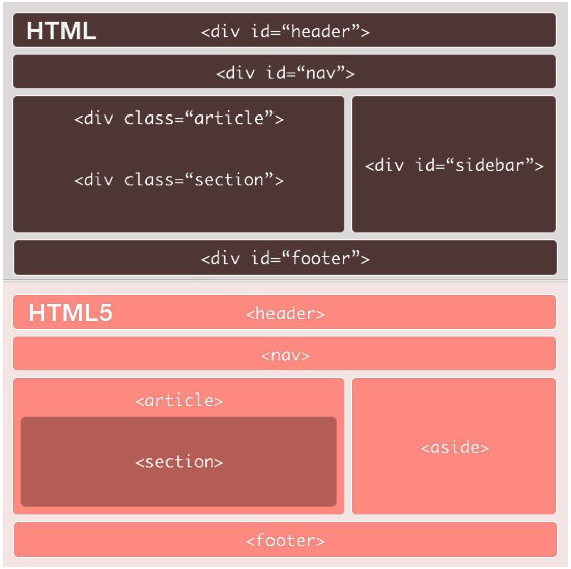 HTML <div id=“header”>
<div id=“nav”>
<div class=“article”>
<div class=“section”>
<div id=“sidebar”>
<div id=“footer”>
HTML5 <header>
<nav>
<article>
<section>
<aside>
<footer>